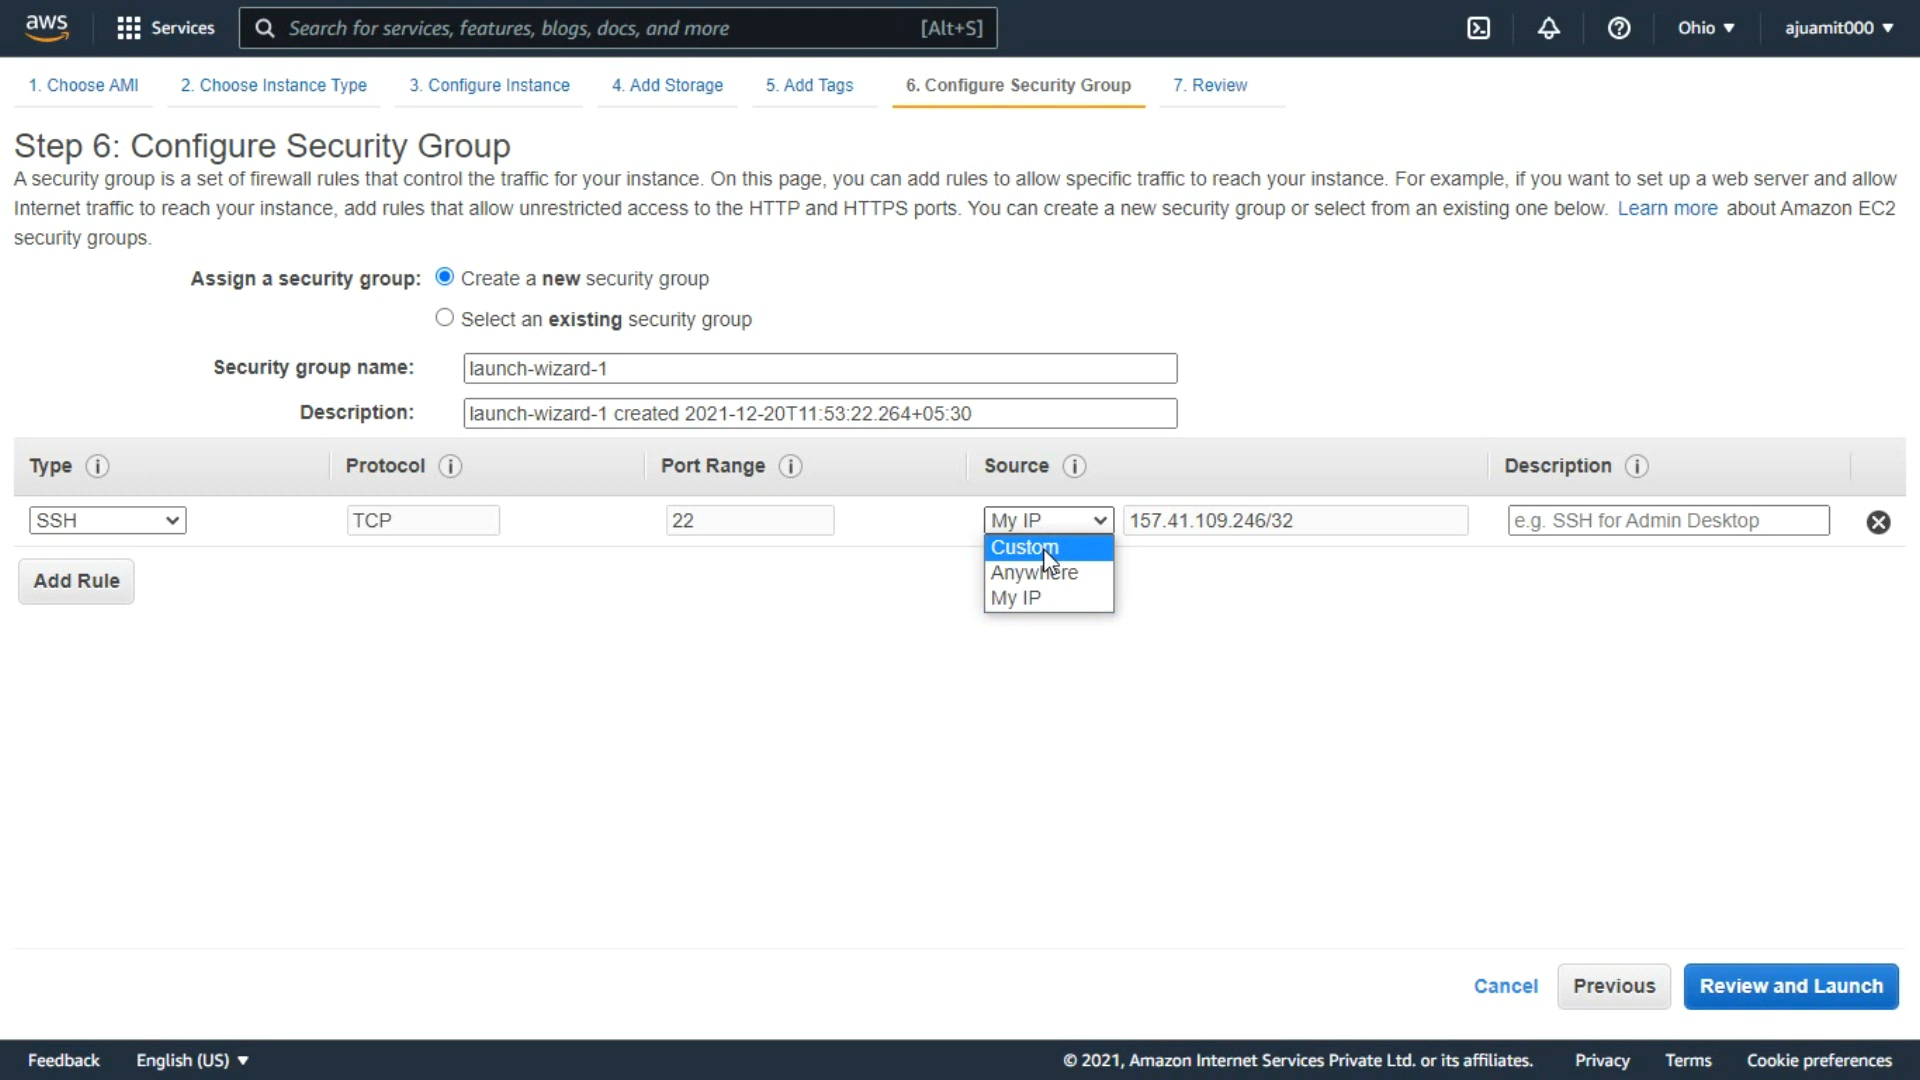 aws
Services
Search for services, features, blogs, docs, and more [Alt+S]
Ohio ▼
ajuamit000 ▼
1. Choose AMI
2. Choose Instance Type
3. Configure Instance
4. Add Storage
5. Add Tags
6. Configure Security Group
7. Review
Step 6: Configure Security Group
A security group is a set of firewall rules that control the traffic for your instance. On this page, you can add rules to allow specific traffic to reach your instance. For example, if you want to set up a web server and allow
Internet traffic to reach your instance, add rules that allow unrestricted access to the HTTP and HTTPS ports. You can create a new security group or select from an existing one below. Learn more about Amazon EC2
security groups.
Assign a security group: Create a new security group
Select an existing security group
Security group name: launch-wizard-1
Description: launch-wizard-1 created 2021-12-20T11:53:22.264+05:30
Type Protocol Port Range Source Description
SSH TCP 22 My IP 157.41.109.246/32 e.g. SSH for Admin Desktop
Custom
Anywhere
My IP
Add Rule
Cancel Previous Review and Launch
Feedback English (US) ▼ © 2021, Amazon Internet Services Private Ltd. or its affiliates. Privacy Terms Cookie preferences